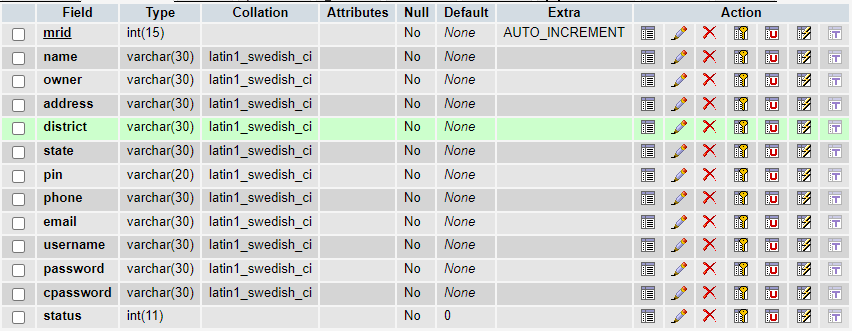 Field Type Collation Attributes Null Default Extra Action
mrid int(15) No None AUTO_INCREMENT
name varchar(30) latin1_swedish_ci No None
owner varchar(30) latin1_swedish_ci No None
address varchar(30) latin1_swedish_ci No None
district varchar(30) latin1_swedish_ci No None
state varchar(30) latin1_swedish_ci No None
pin varchar(20) latin1_swedish_ci No None
phone varchar(30) latin1_swedish_ci No None
email varchar(30) latin1_swedish_ci No None
username varchar(30) latin1_swedish_ci No None
password varchar(30) latin1_swedish_ci No None
cpassword varchar(30) latin1_swedish_ci No None
status int(11) No 0